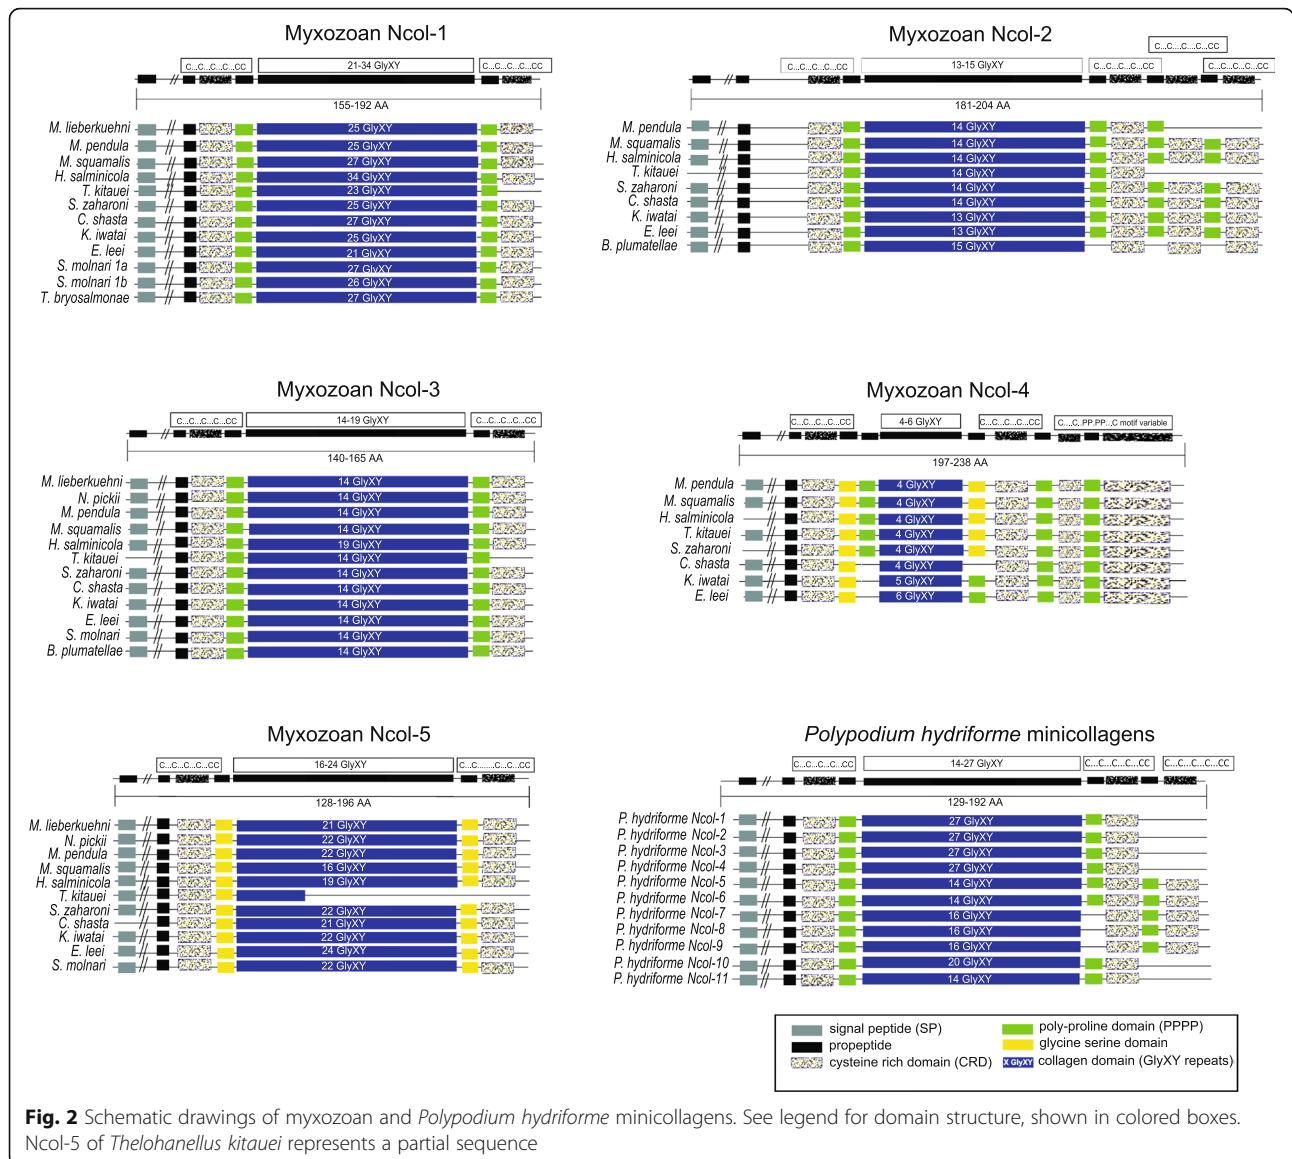 Myxozoan Ncol-1
C...C...C...C...CC
21-34 GlyXY
C...C...C...C...CC
155-192 AA
M. lieberkuehni 25 GlyXY
M. pendula 25 GlyXY
M. squamalis 27 GlyXY
H. salminicola 34 GlyXY
T. kitauei 23 GlyXY
S. zaharoni 25 GlyXY
C. shasta 27 GlyXY
K. iwatai 25 GlyXY
E. leei 21 GlyXY
S. molnari 1a 27 GlyXY
S. molnari 1b 26 GlyXY
T. bryosalmonae 27 GlyXY
Myxozoan Ncol-2
C...C...C...C...CC
C...C...C...C...CC
13-15 GlyXY
C...C...C...C...CC
C...C...C...C...CC
181-204 AA
M. pendula 14 GlyXY
M. squamalis 14 GlyXY
H. salminicola 14 GlyXY
T. kitauei 14 GlyXY
S. zaharoni 14 GlyXY
C. shasta 14 GlyXY
K. iwatai 13 GlyXY
E. leei 13 GlyXY
B. plumatellae 15 GlyXY
Myxozoan Ncol-3
C...C...C...C...CC
14-19 GlyXY
C...C...C...C...CC
140-165 AA
M. lieberkuehni 14 GlyXY
N. pickii 14 GlyXY
M. pendula 14 GlyXY
M. squamalis 14 GlyXY
H. salminicola 19 GlyXY
T. kitauei 14 GlyXY
S. zaharoni 14 GlyXY
C. shasta 14 GlyXY
K. iwatai 14 GlyXY
E. leei 14 GlyXY
S. molnari 14 GlyXY
B. plumatellae 14 GlyXY
Myxozoan Ncol-4
C...C...C...C...CC
4-6 GlyXY
C...C...C...C...CC
C...C. PP.PP...C motif variable
197-238 AA
M. pendula 4 GlyXY
M. squamalis 4 GlyXY
H. salminicola 4 GlyXY
T. kitauei 4 GlyXY
S. zaharoni 4 GlyXY
C. shasta 4 GlyXY
K. iwatai 5 GlyXY
E. leei 6 GlyXY
Myxozoan Ncol-5
C...C...C...C...CC
16-24 GlyXY
C...C........C...C...CC
128-196 AA
M. lieberkuehni 21 GlyXY
N. pickii 22 GlyXY
M. pendula 22 GlyXY
M. squamalis 16 GlyXY
H. salminicola 19 GlyXY
T. kitauei
S. zaharoni 22 GlyXY
C. shasta 21 GlyXY
K. iwatai 22 GlyXY
E. leei 24 GlyXY
S. molnari 22 GlyXY
Polypodium hydriforme minicollagens
C...C...C...C...CC
14-27 GlyXY
C...C...C...C...CC
C...C...C...C...CC
129-192 AA
P. hydriforme Ncol-1 27 GlyXY
P. hydriforme Ncol-2 27 GlyXY
P. hydriforme Ncol-3 27 GlyXY
P. hydriforme Ncol-4 27 GlyXY
P. hydriforme Ncol-5 14 GlyXY
P. hydriforme Ncol-6 14 GlyXY
P. hydriforme Ncol-7 16 GlyXY
P. hydriforme Ncol-8 16 GlyXY
P. hydriforme Ncol-9 16 GlyXY
P. hydriforme Ncol-10 20 GlyXY
P. hydriforme Ncol-11 14 GlyXY
signal peptide (SP)
propeptide
cysteine rich domain (CRD)
poly-proline domain (PPPP)
glycine serine domain
X GlyXY collagen domain (GlyXY repeats)
Fig. 2 Schematic drawings of myxozoan and Polypodium hydriforme minicollagens. See legend for domain structure, shown in colored boxes.
Ncol-5 of Thelohanellus kitauei represents a partial sequence